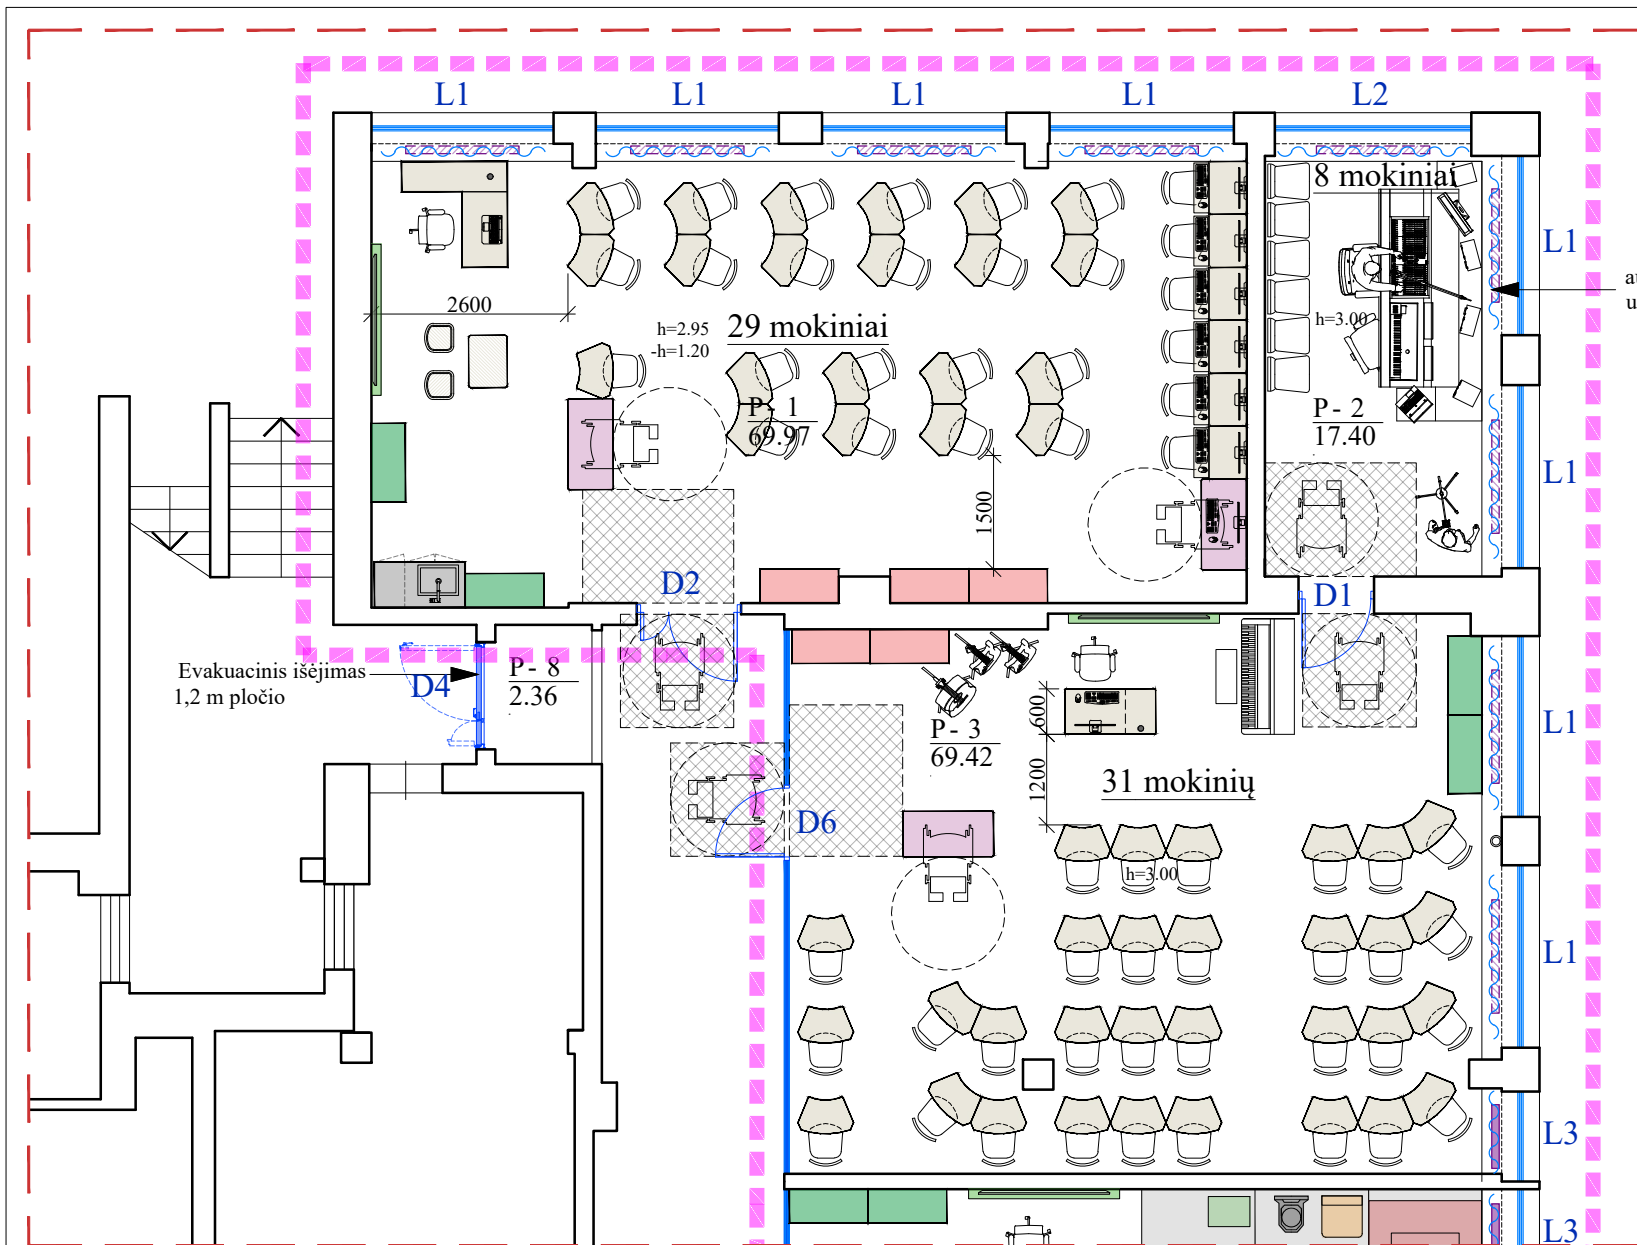 L1
L1
L1
L1
L2
8 mokiniai
L1
2600
h=2.95
-h=1.20
29 mokiniai
h=3.00
P- 1
69.97
P- 2
17.40
L1
1500
D2
D1
Evakuacinis išėjimas
1,2 m pločio
D4
P- 8
2.36
600
P- 3
69.42
L1
1200
31 mokinių
D6
h=3.00
L1
L3
L3